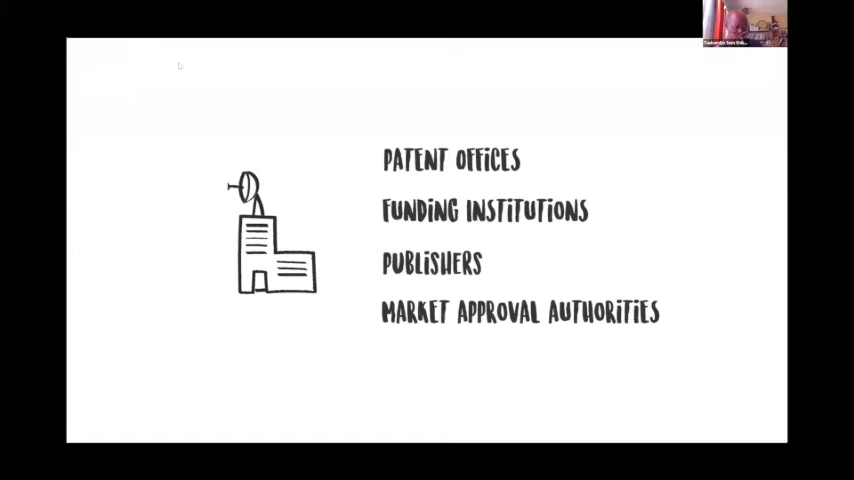 PATENT OFFICES
FUNDING INSTITUTIONS
PUBLISHERS
MARKET APPROVAL AUTHORITIES